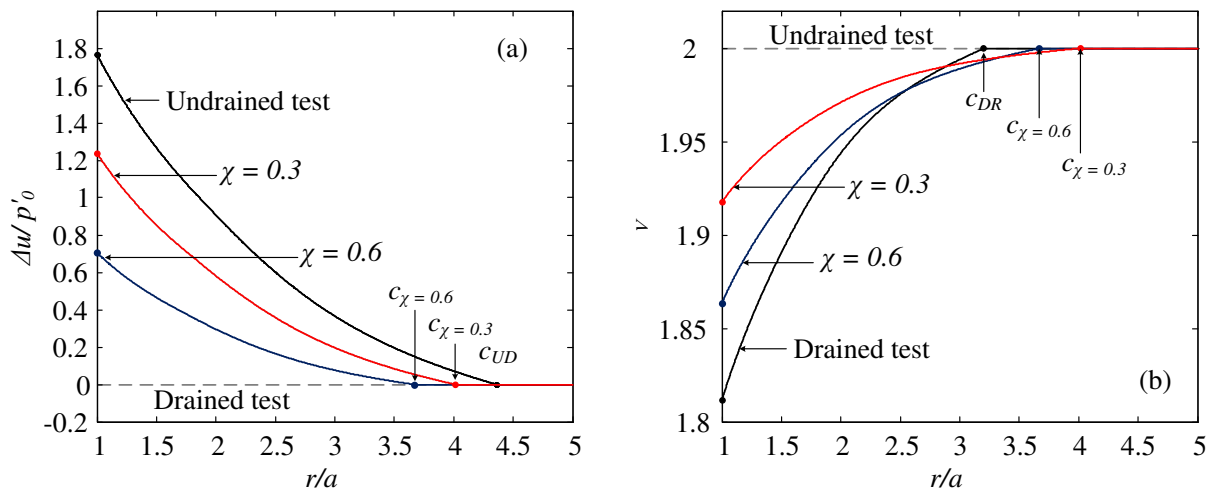 (a)
1.8
1.6
1.4
1.2
1
0.8
0.6
0.4
0.2
0
-0.2
Δu/ p'0
Undrained test
χ = 0.3
χ = 0.6
cχ = 0.6
cχ = 0.3
cUD
Drained test
1 1.5 2 2.5 3 3.5 4 4.5 5
r/a
2
1.95
1.9
1.85
1.8
v
Undrained test
cDR
cχ = 0.6
cχ = 0.3
χ = 0.3
χ = 0.6
Drained test
(b)
1 1.5 2 2.5 3 3.5 4 4.5 5
r/a